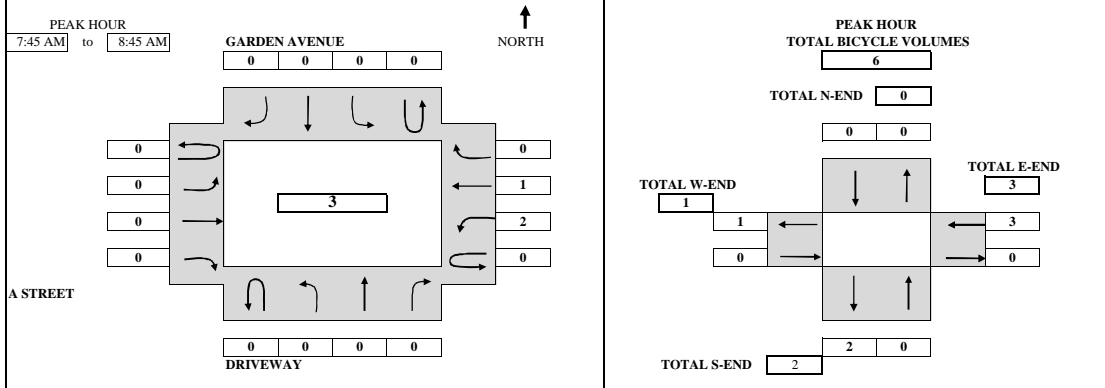 PEAK HOUR
7:45 AM to 8:45 AM
GARDEN AVENUE
NORTH
0 0 0 0
0 0
0 1
3
0 2
0 0
A STREET
0 0 0 0
DRIVEWAY
PEAK HOUR
TOTAL BICYCLE VOLUMES
6
TOTAL N-END 0
0 0
TOTAL E-END
3
TOTAL W-END
1
1 3
0 0
2 0
TOTAL S-END 2